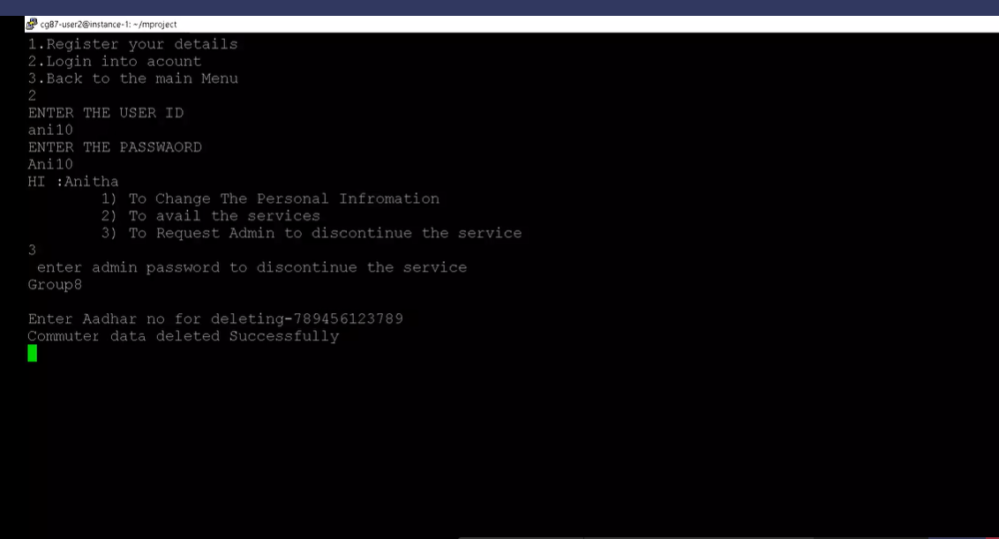 cg87-user2@instance-1: ~/mproject
1.Register your details
2.Login into acount
3.Back to the main Menu
2
ENTER THE USER ID
ani10
ENTER THE PASSWAORD
Ani10
HI :Anitha
1) To Change The Personal Infromation
2) To avail the services
3) To Request Admin to discontinue the service
3
enter admin password to discontinue the service
Group8
Enter Aadhar no for deleting-789456123789
Commuter data deleted Successfully